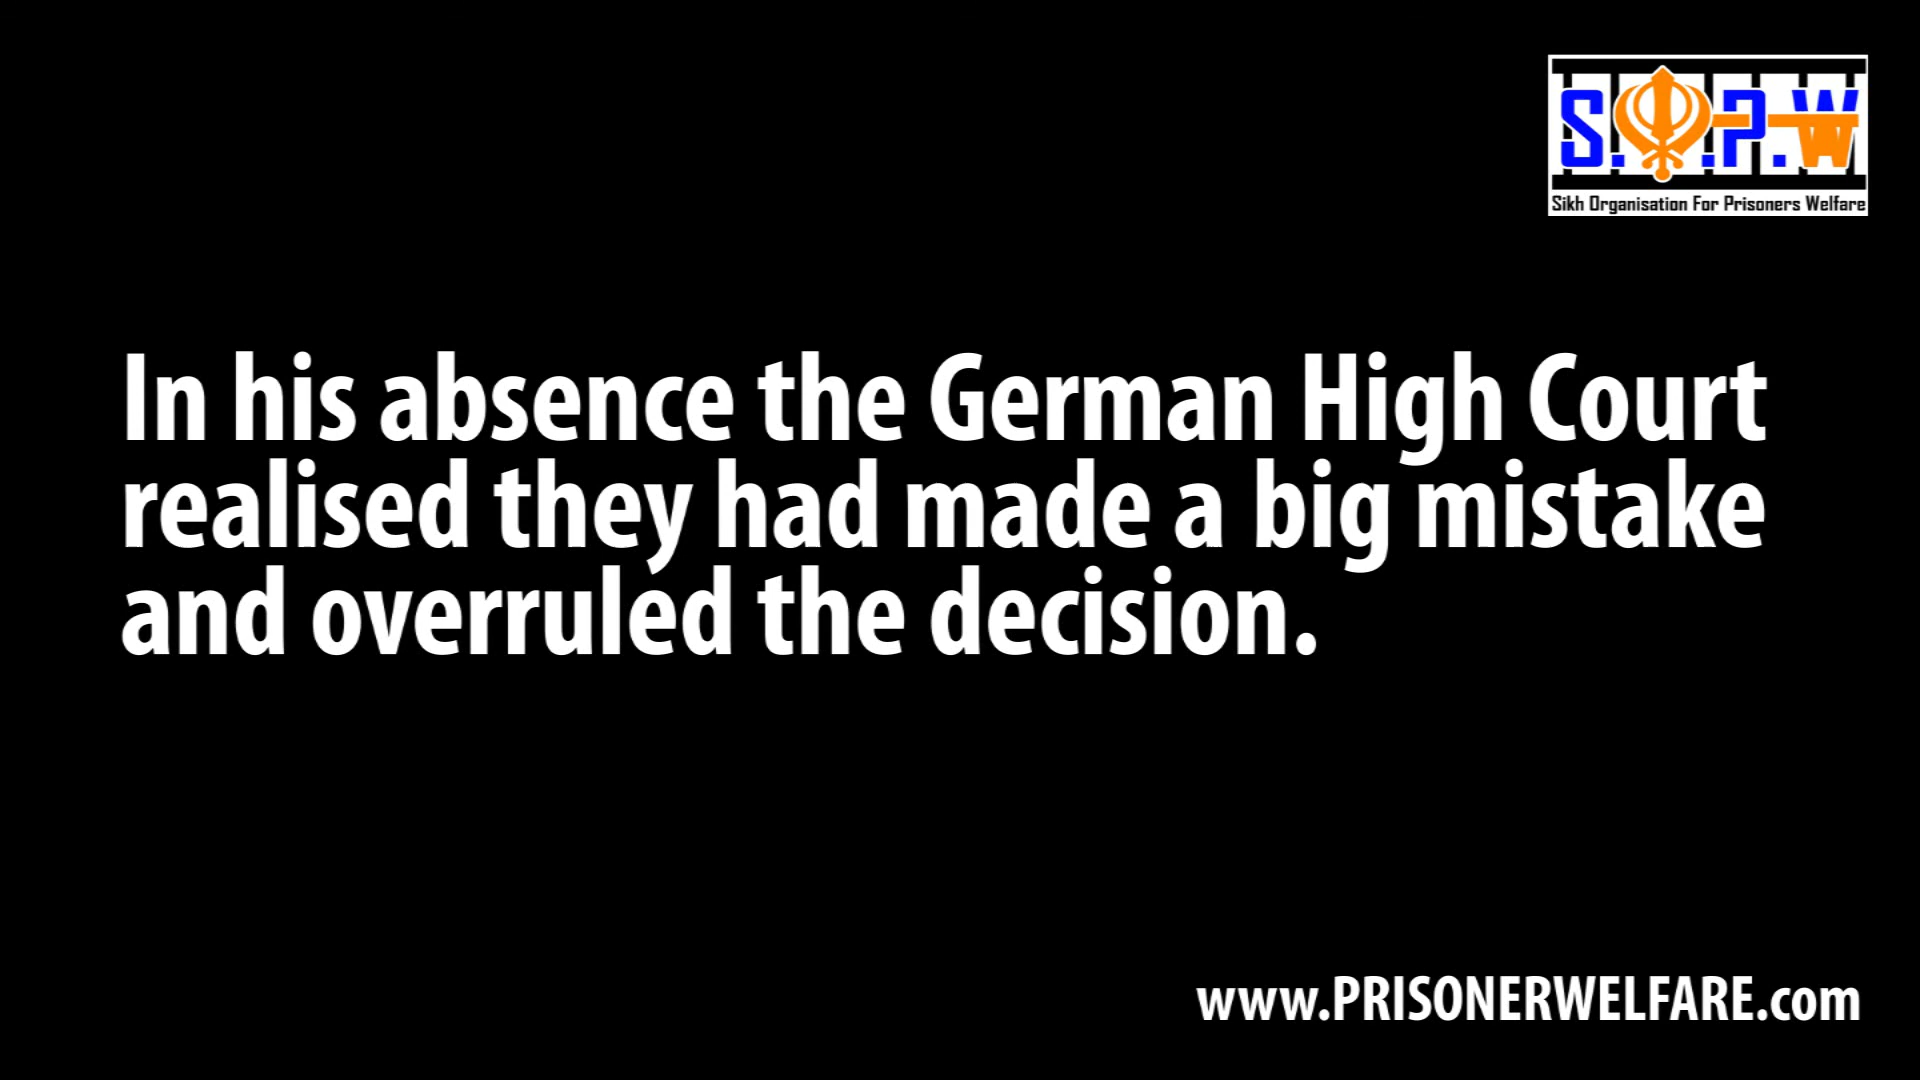 S.O.P.W
Sikh Organisation For Prisoners Welfare
In his absence the German High Court
realised they had made a big mistake
and overruled the decision.
www.PRISONERWELFARE.com